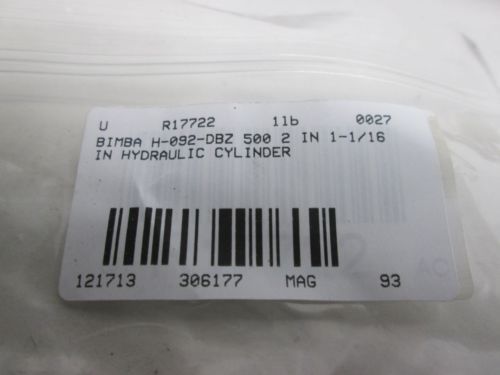 U R17722 11b 0027
BIMBA H-092-DBZ 500 2 IN 1-1/16
IN HYDRAULIC CYLINDER
121713 306177 MAG 93